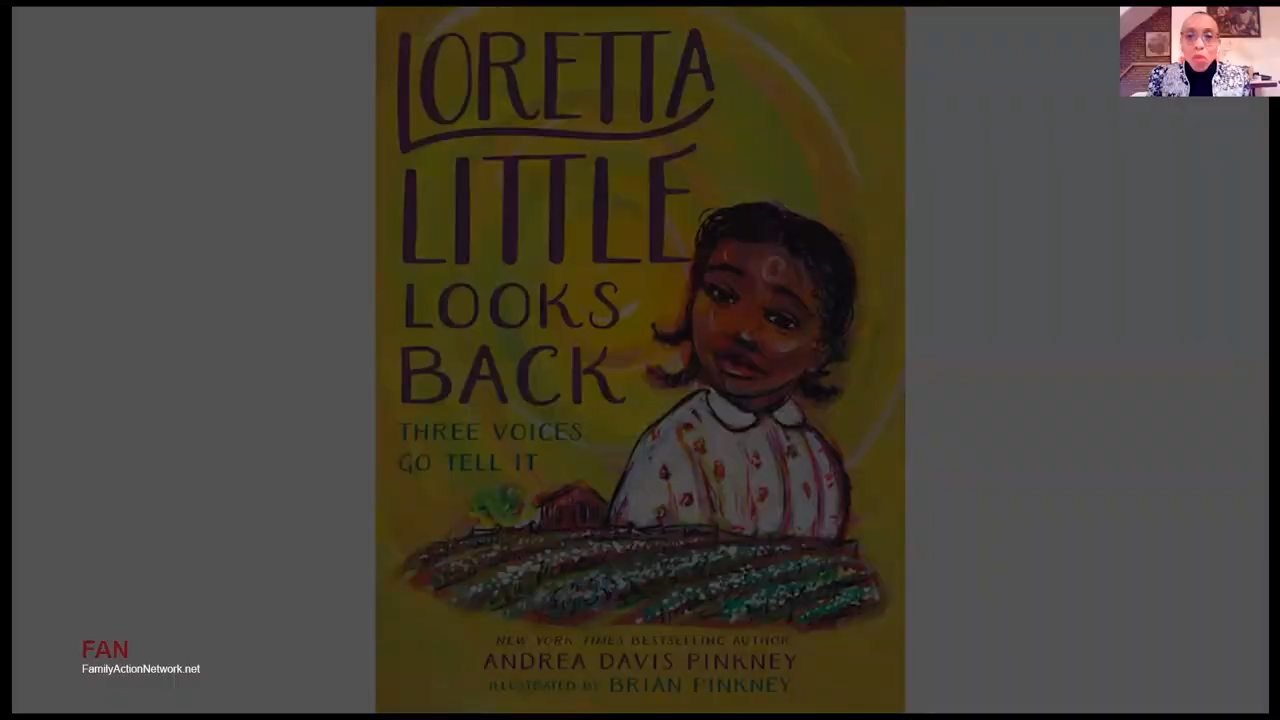 LORETTA
LITTLE
LOOKS
BACK
THREE VOICES
GO TELL IT
NEW YORK TIMES BESTSELLING AUTHOR
ANDREA DAVIS PINKNEY
ILLUSTRATED BY BRIAN PINKNEY
FAN
FamilyActionNetwork.net